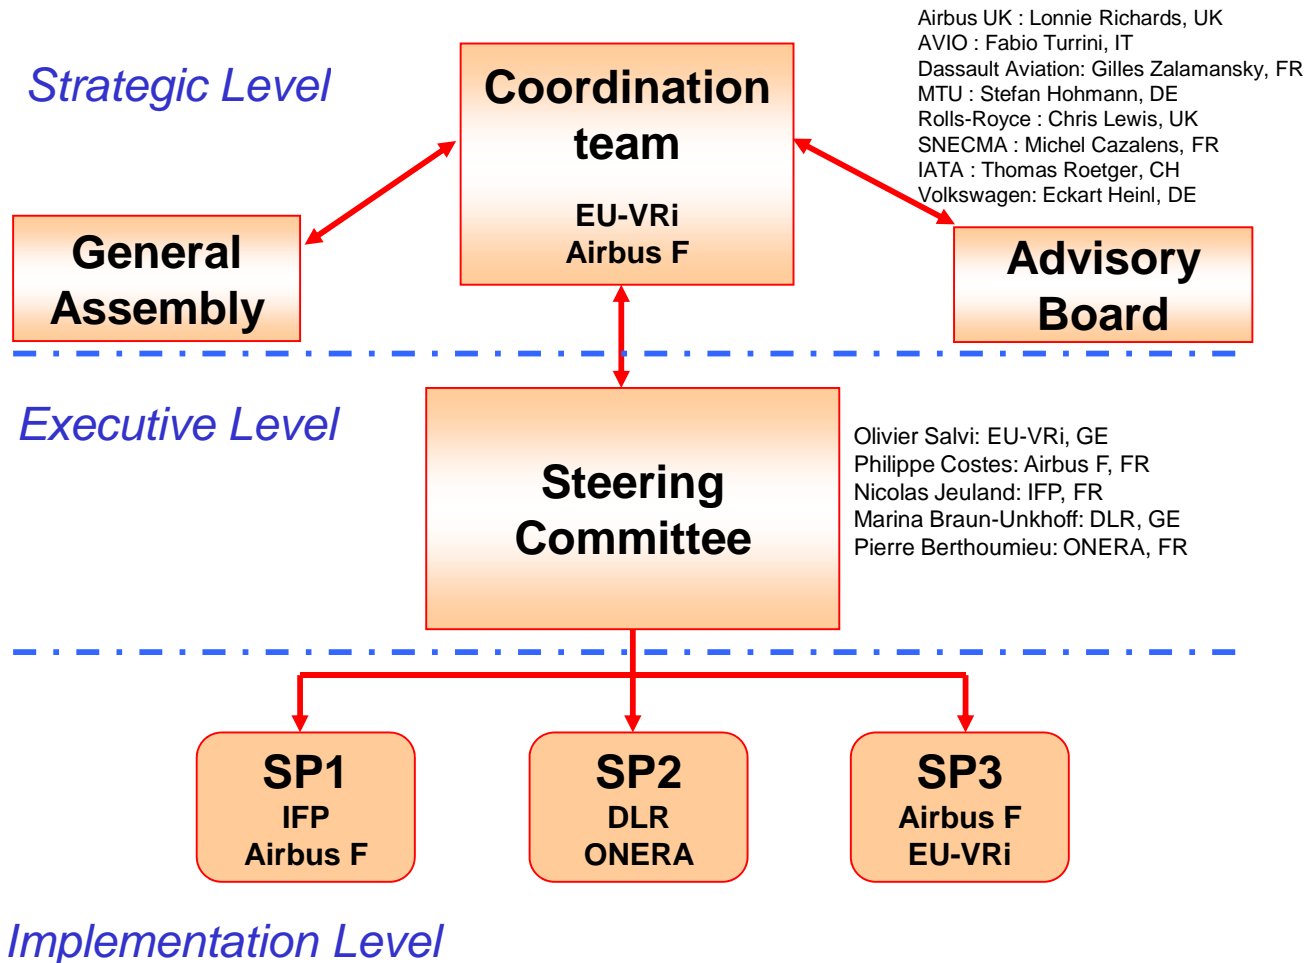 Airbus UK : Lonnie Richards, UK
AVIO : Fabio Turrini, IT
Dassault Aviation: Gilles Zalamansky, FR
MTU : Stefan Hohmann, DE
Rolls-Royce : Chris Lewis, UK
SNECMA : Michel Cazalens, FR
IATA : Thomas Roetger, CH
Volkswagen: Eckart Heinl, DE
Strategic Level
Coordination
team
EU-VRi
Airbus F
General
Assembly
Advisory
Board
Executive Level
Steering
Committee
Olivier Salvi: EU-VRi, GE
Philippe Costes: Airbus F, FR
Nicolas Jeuland: IFP, FR
Marina Braun-Unkhoff: DLR, GE
Pierre Berthoumieu: ONERA, FR
SP1
IFP
Airbus F
SP2
DLR
ONERA
SP3
Airbus F
EU-VRi
Implementation Level